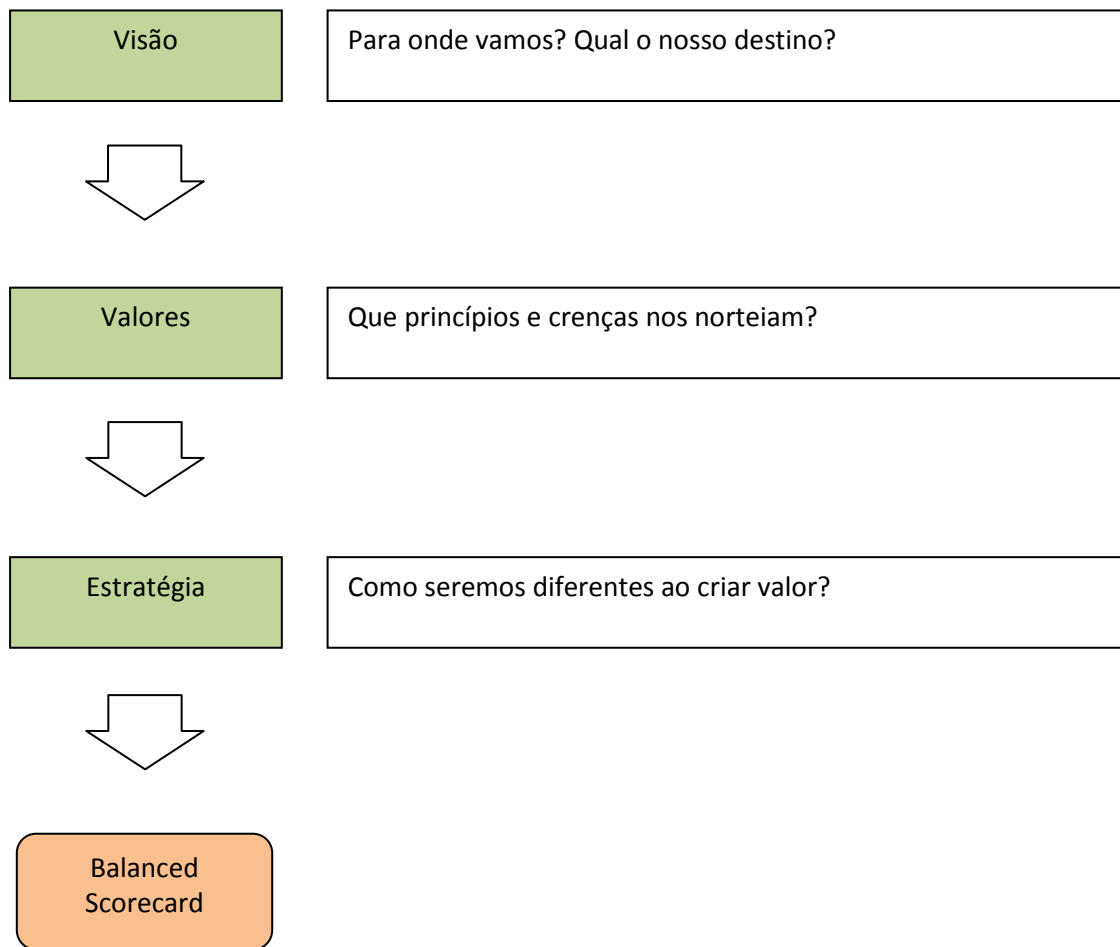 Visão
Para onde vamos? Qual o nosso destino?
Valores
Que princípios e crenças nos norteiam?
Estratégia
Como seremos diferentes ao criar valor?
Balanced
Scorecard